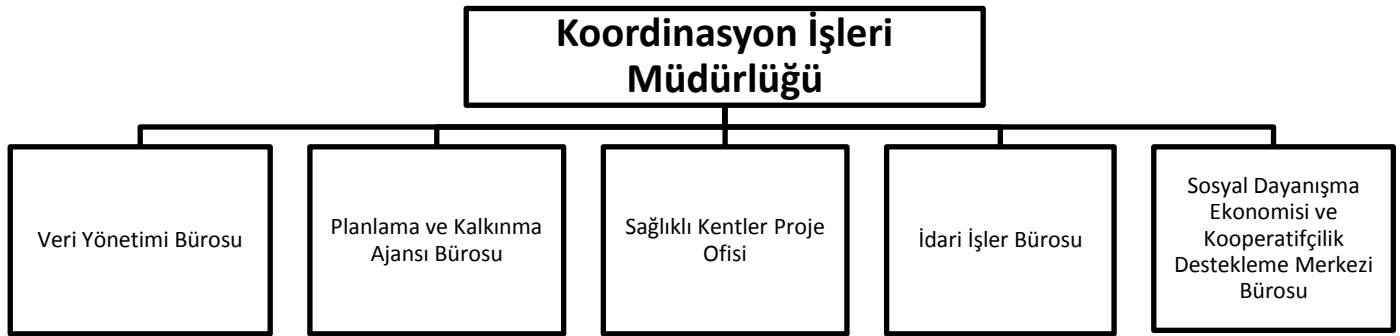 Koordinasyon İşleri
Müdürlüğü
Veri Yönetimi Bürosu
Planlama ve Kalkınma
Ajansı Bürosu
Sağlıklı Kentler Proje
Ofisi
İdari İşler Bürosu
Sosyal Dayanışma
Ekonomisi ve
Kooperatifçilik
Destekleme Merkezi
Bürosu